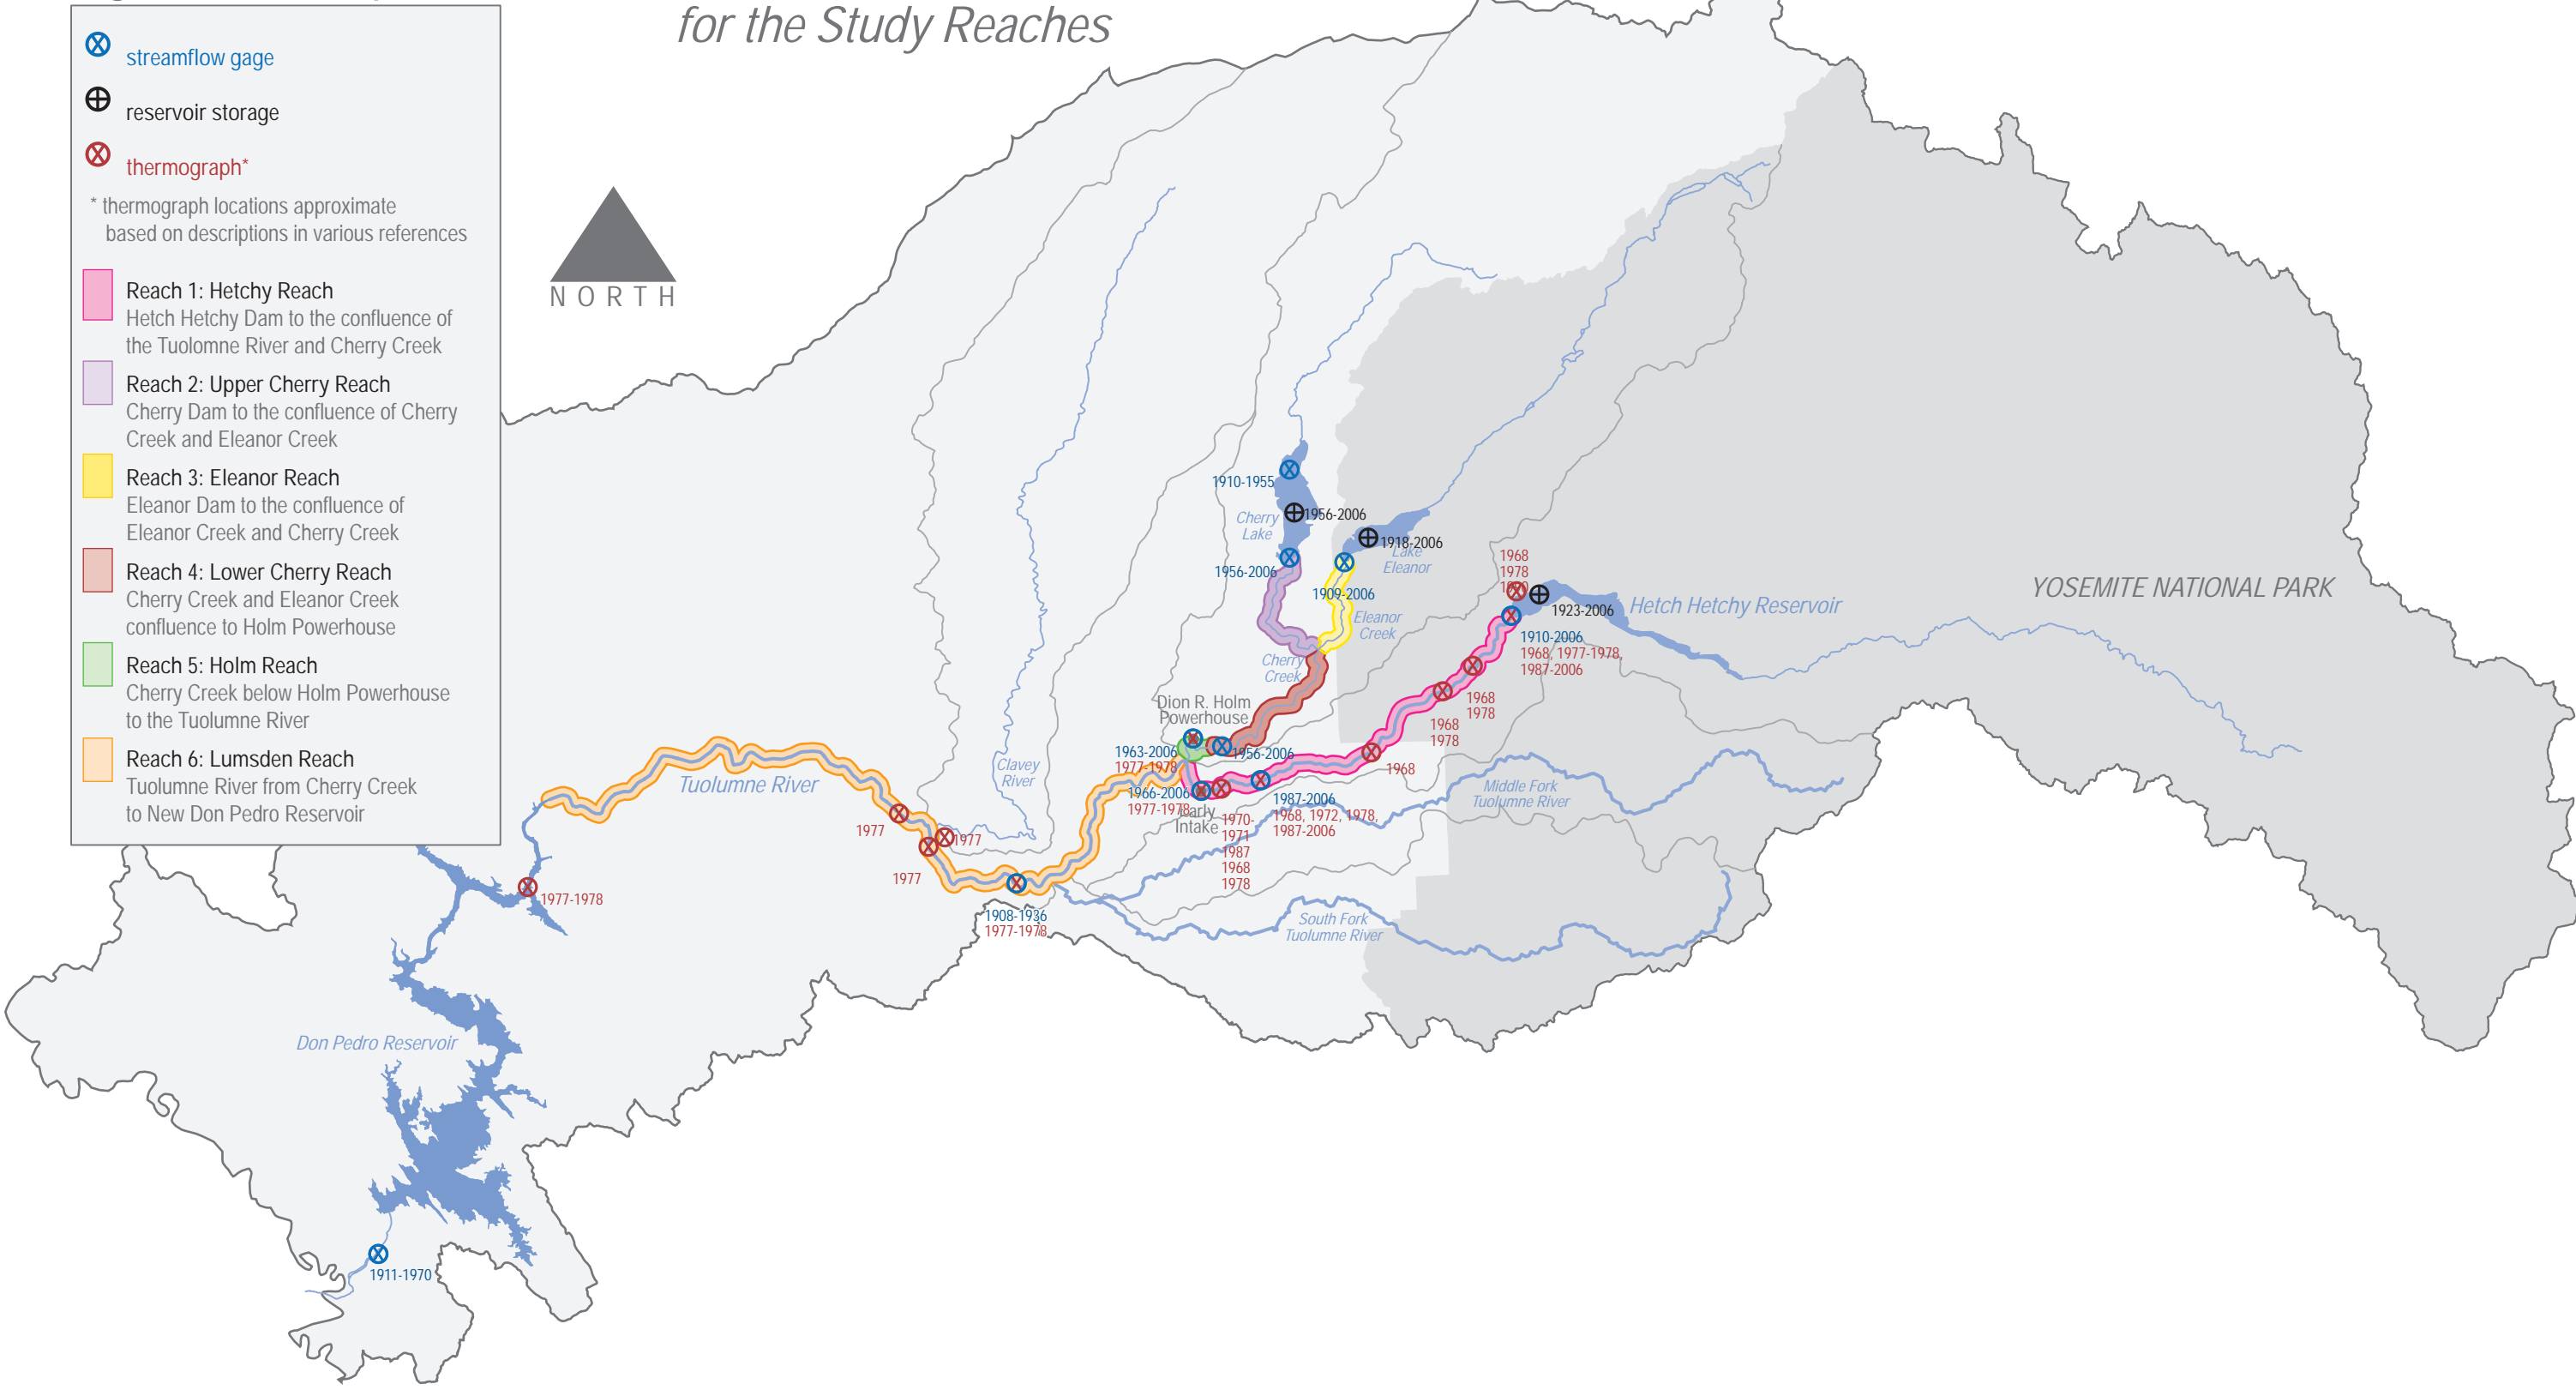 for the Study Reaches
streamflow gage
reservoir storage
thermograph*
* thermograph locations approximate
based on descriptions in various references
Reach 1: Hetchy Reach
Hetch Hetchy Dam to the confluence of
the Tuolomne River and Cherry Creek
Reach 2: Upper Cherry Reach
Cherry Dam to the confluence of Cherry
Creek and Eleanor Creek
Reach 3: Eleanor Reach
Eleanor Dam to the confluence of
Eleanor Creek and Cherry Creek
Reach 4: Lower Cherry Reach
Cherry Creek and Eleanor Creek
confluence to Holm Powerhouse
Reach 5: Holm Reach
Cherry Creek below Holm Powerhouse
to the Tuolumne River
Reach 6: Lumsden Reach
Tuolumne River from Cherry Creek
to New Don Pedro Reservoir
NORTH
1910-1955
Cherry
Lake
1956-2006
1956-2006
1918-2006
Lake
Eleanor
1909-2006
Eleanor
Creek
Cherry
Creek
1968
1978
1923-2006
Hetch Hetchy Reservoir
YOSEMITE NATIONAL PARK
1910-2006
1968, 1977-1978,
1987-2006
1968
1978
1968
1978
1968
Dion R. Holm
Powerhouse
1963-2006
1977-1978
1956-2006
1966-2006
1977-1978
Early
Intake
1970-
1971
1987
1968
1978
1987-2006
1968, 1972, 1978,
1987-2006
Middle Fork
Tuolumne River
South Fork
Tuolumne River
Clavey
River
Tuolumne River
1977
1977
1977
1908-1936
1977-1978
1977-1978
Don Pedro Reservoir
1911-1970